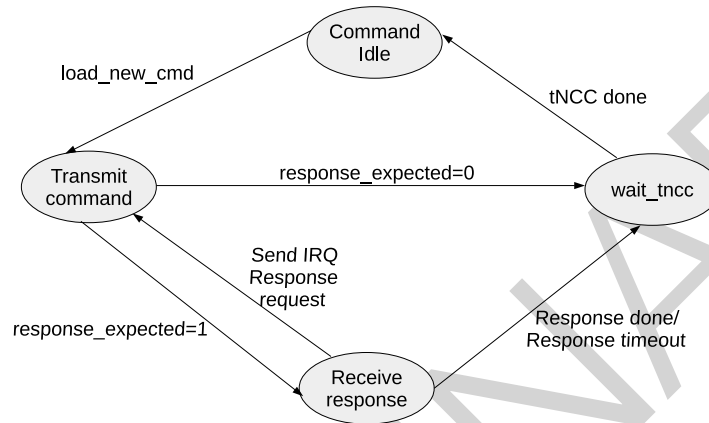 Command
Idle
load_new_cmd
tNCC done
Transmit
command
response_expected=0
wait_tncc
Send IRQ
Response
request
response_expected=1
Response done/
Response timeout
Receive
response